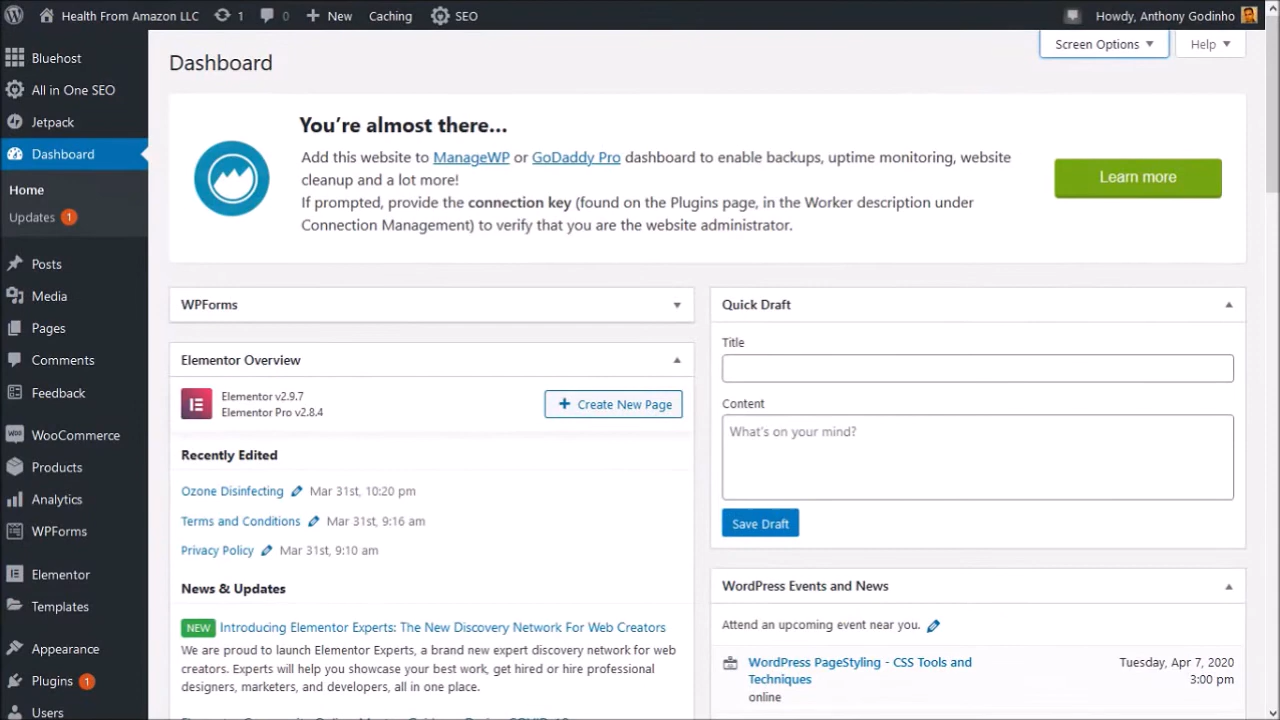 Health From Amazon LLC 1 0 New Caching SEO Howdy, Anthony Godinho
Screen Options Help
Bluehost
All in One SEO
Jetpack
Dashboard
Home
Updates 1
Posts
Media
Pages
Comments
Feedback
WooCommerce
Products
Analytics
WPForms
Elementor
Templates
Appearance
Plugins 1
Users
Dashboard
You're almost there...
Add this website to ManageWP or GoDaddy Pro dashboard to enable backups, uptime monitoring, website
cleanup and a lot more!
If prompted, provide the connection key (found on the Plugins page, in the Worker description under
Connection Management) to verify that you are the website administrator.
Learn more
WPForms
Elementor Overview
Elementor v2.9.7
Elementor Pro v2.8.4
+ Create New Page
Recently Edited
Ozone Disinfecting Mar 31st, 10:20 pm
Terms and Conditions Mar 31st, 9:16 am
Privacy Policy Mar 31st, 9:10 am
News & Updates
NEW Introducing Elementor Experts: The New Discovery Network For Web Creators
We are proud to launch Elementor Experts, a brand new expert discovery network for web
creators. Experts will help you showcase your best work, get hired or hire professional
designers, marketers, and developers, all in one place.
Quick Draft
Title
Content
What's on your mind?
Save Draft
WordPress Events and News
Attend an upcoming event near you.
WordPress PageStyling - CSS Tools and
Techniques
online
Tuesday, Apr 7, 2020
3:00 pm